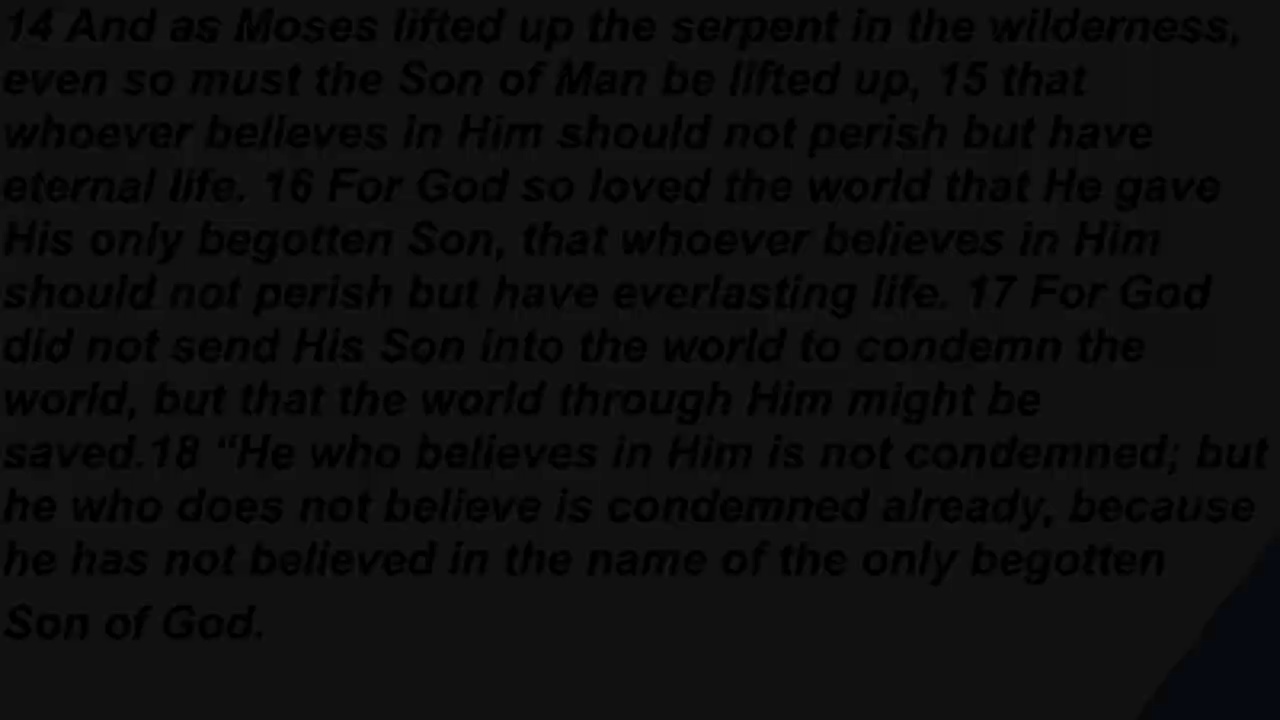 14 And as Moses lifted up the serpent in the wilderness,
even so must the Son of Man be lifted up, 15 that
whoever believes in Him should not perish but have
eternal life. 16 For God so loved the world that He gave
His only begotten Son, that whoever believes in Him
should not perish but have everlasting life. 17 For God
did not send His Son into the world to condemn the
world, but that the world through Him might be
saved.18 “He who believes in Him is not condemned; but
he who does not believe is condemned already, because
he has not believed in the name of the only begotten
Son of God.